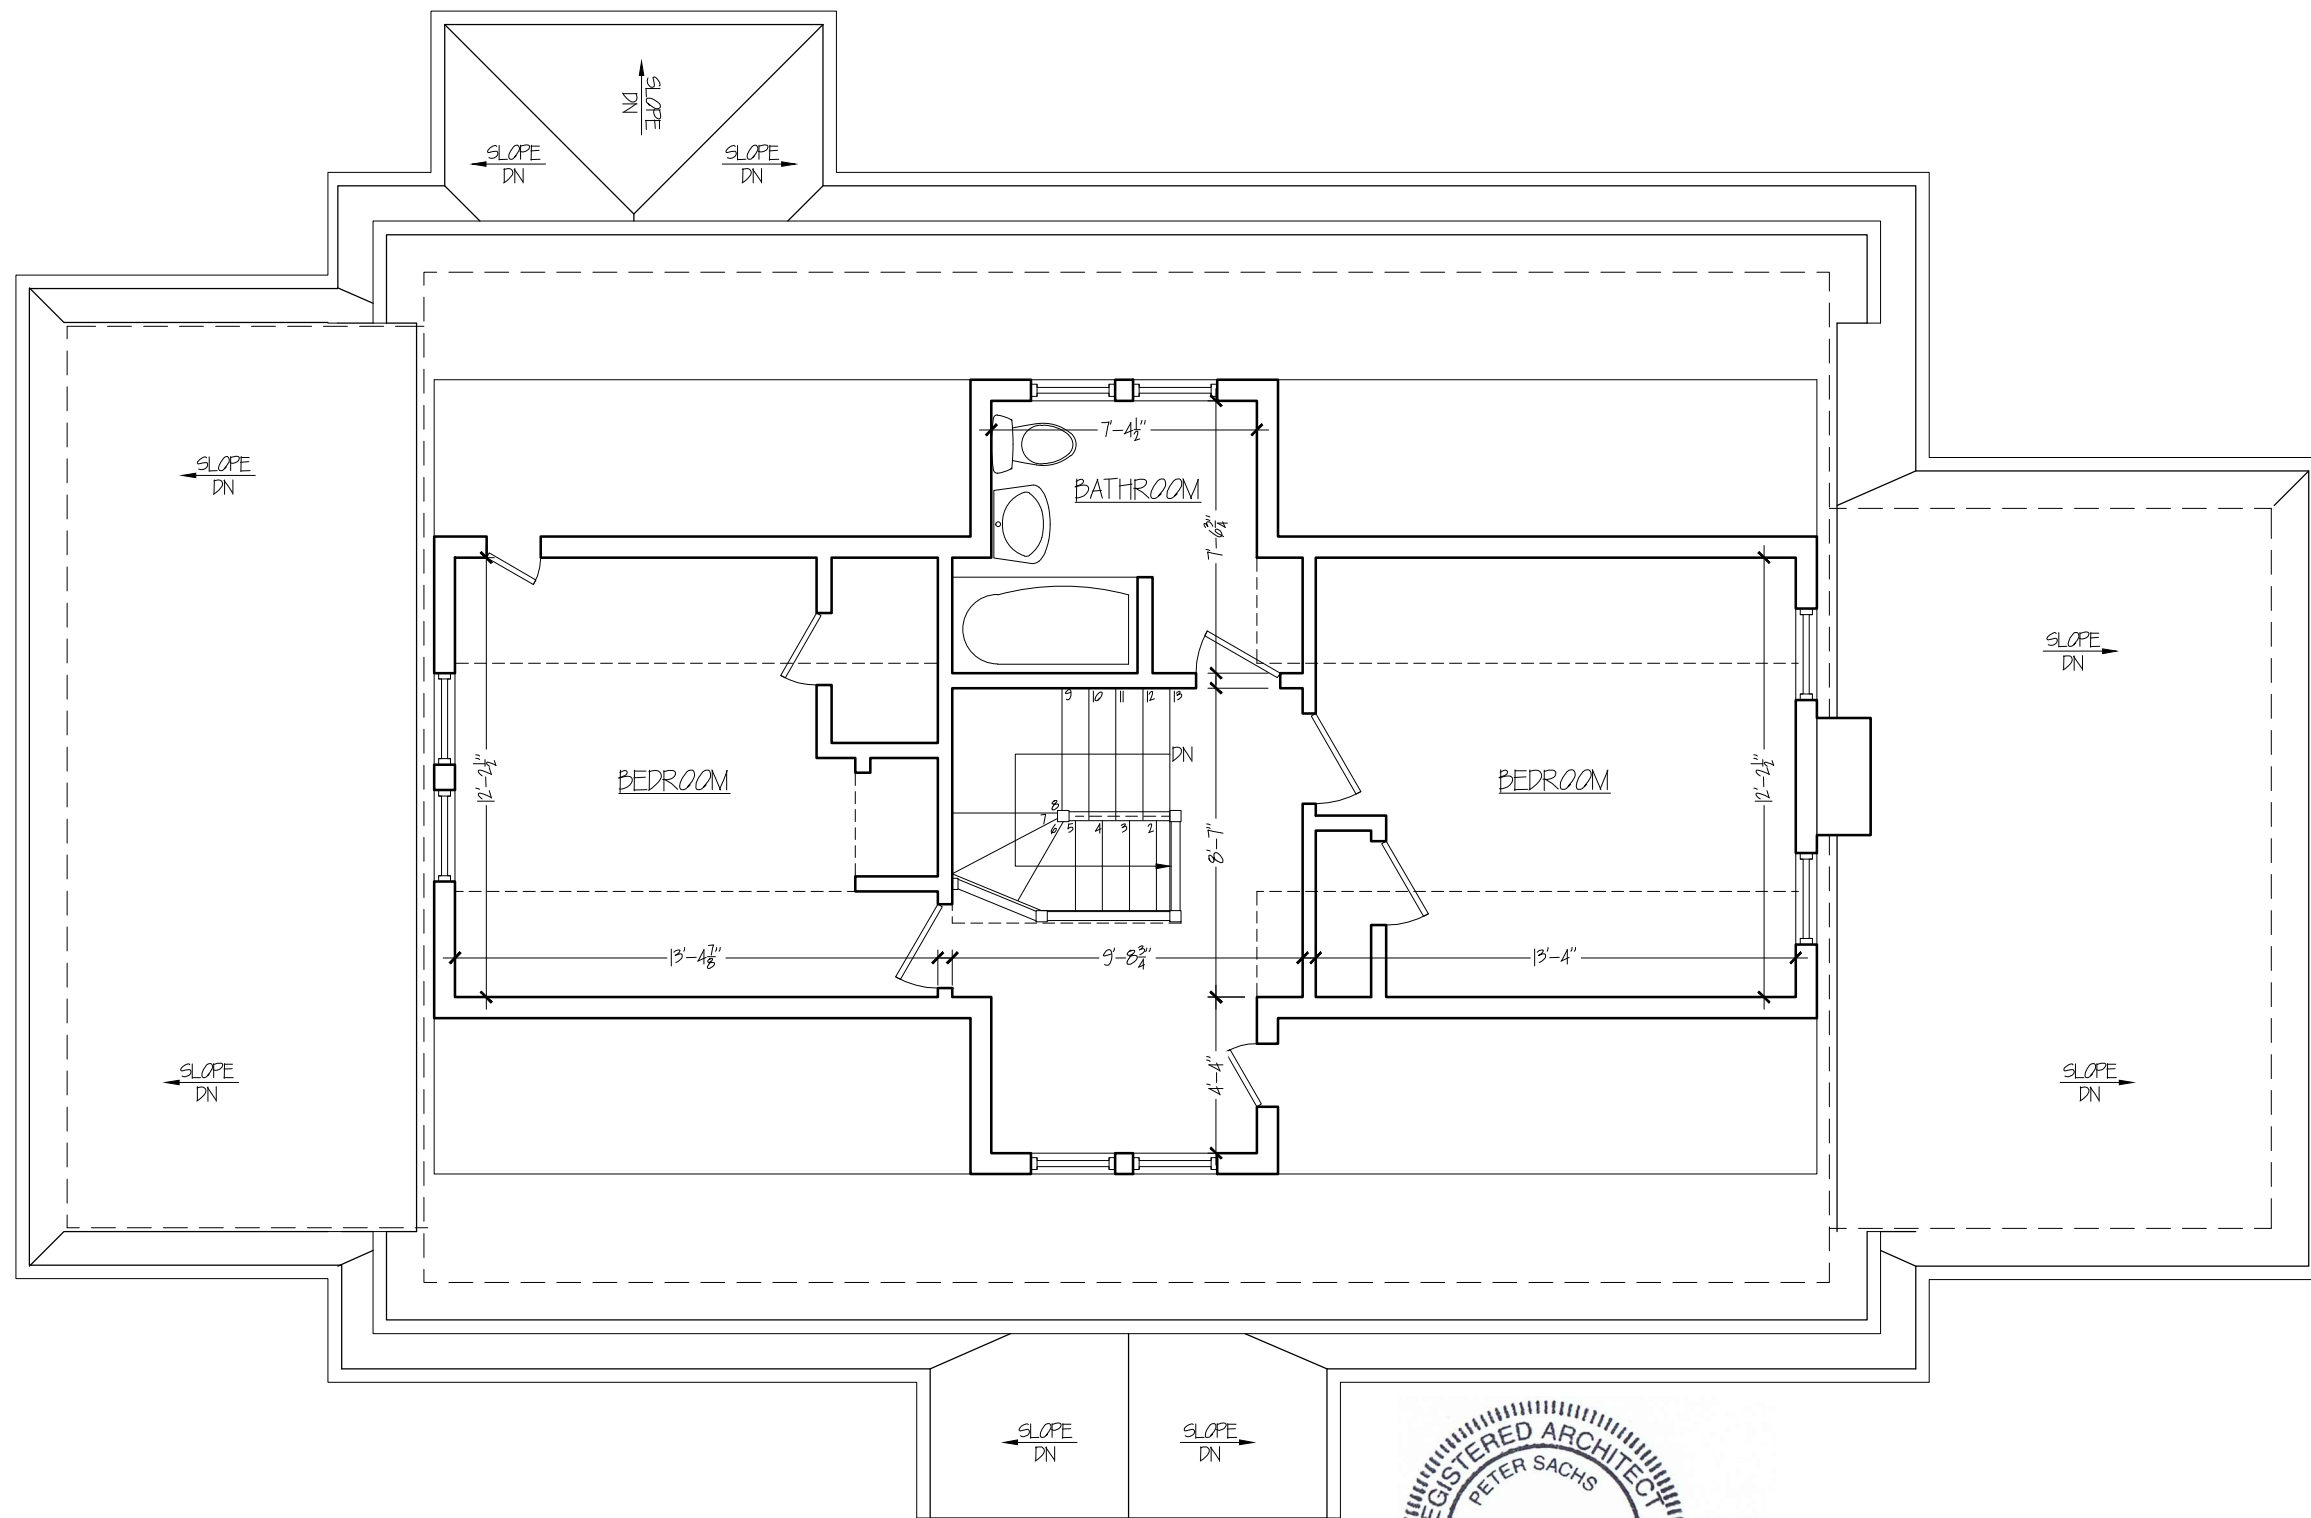 SLOPE
DN
SLOPE
DN
SLOPE
DN
SLOPE
DN
7'-4½"
BATHROOM
7'-6¾"
SLOPE
DN
9 10 11 12 13
DN
BEDROOM
12'-2½"
BEDROOM
12'-2½"
8
7
6 5 4 3 2
8'-7"
13'-4⅞"
9'-8¾"
13'-4"
SLOPE
DN
4'-4"
SLOPE
DN
SLOPE
DN
SLOPE
DN
EGISTERED ARCHITECT
PETER SACHS